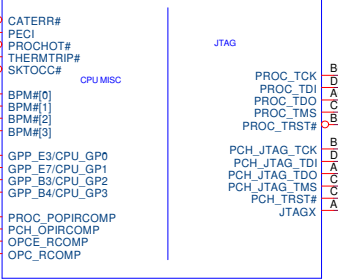 CATERR#
PECI
PROCHOT#
THERMTRIP#
SKTOCC#
CPU MISC
BPM#[0]
BPM#[1]
BPM#[2]
BPM#[3]
GPP_E3/CPU_GP0
GPP_E7/CPU_GP1
GPP_B3/CPU_GP2
GPP_B4/CPU_GP3
PROC_POPIRCOMP
PCH_OPIRCOMP
OPCE_RCOMP
OPC_RCOMP
JTAG
PROC_TCK B
PROC_TDI D
PROC_TDO A
PROC_TMS C
PROC_TRST# B
PCH_JTAG_TCK B
PCH_JTAG_TDI D
PCH_JTAG_TDO A
PCH_JTAG_TMS C
PCH_TRST# C
JTAGX A